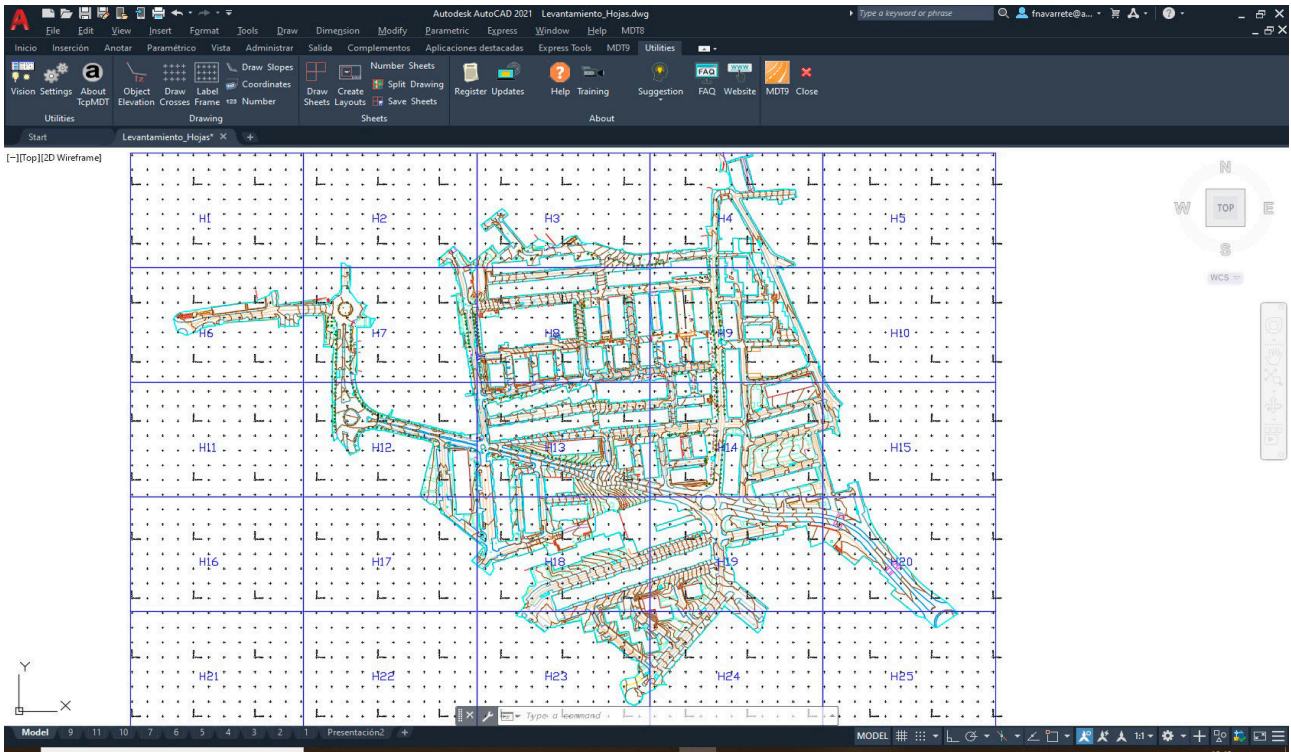 Autodesk AutoCAD 2021 Levantamiento_Hojas.dwg
Type a keyword or phrase
fnavarrete@a...
File Edit View Insert Format Tools Draw Dimension Modify Parametric Express Window Help MDT8
Inicio Inserción Anotar Paramétrico Vista Administrar Salida Complementos Aplicaciones destacadas Express Tools MDT9 Utilities
Vision Settings About TcpMDT
Utilities
Object Elevation Draw Crosses Label Frame
Draw Slopes
Coordinates
123 Number
Drawing
Draw Sheets Create Layouts
Number Sheets
Split Drawing
Save Sheets
Sheets
Register Updates Help Training Suggestion FAQ Website MDT9 Close
About
Start Levantamiento_Hojas*
[−][Top][2D Wireframe]
N
W TOP E
S
WCS
H1 H2 H3 H4 H5
H6 H7 H8 H9 H10
H11 H12 H13 H14 H15
H16 H17 H18 H19 H20
H21 H22 H23 H24 H25
Y
X
Type a command
Model 9 11 10 7 6 5 4 3 2 1 Presentación2 +
MODEL 1:1